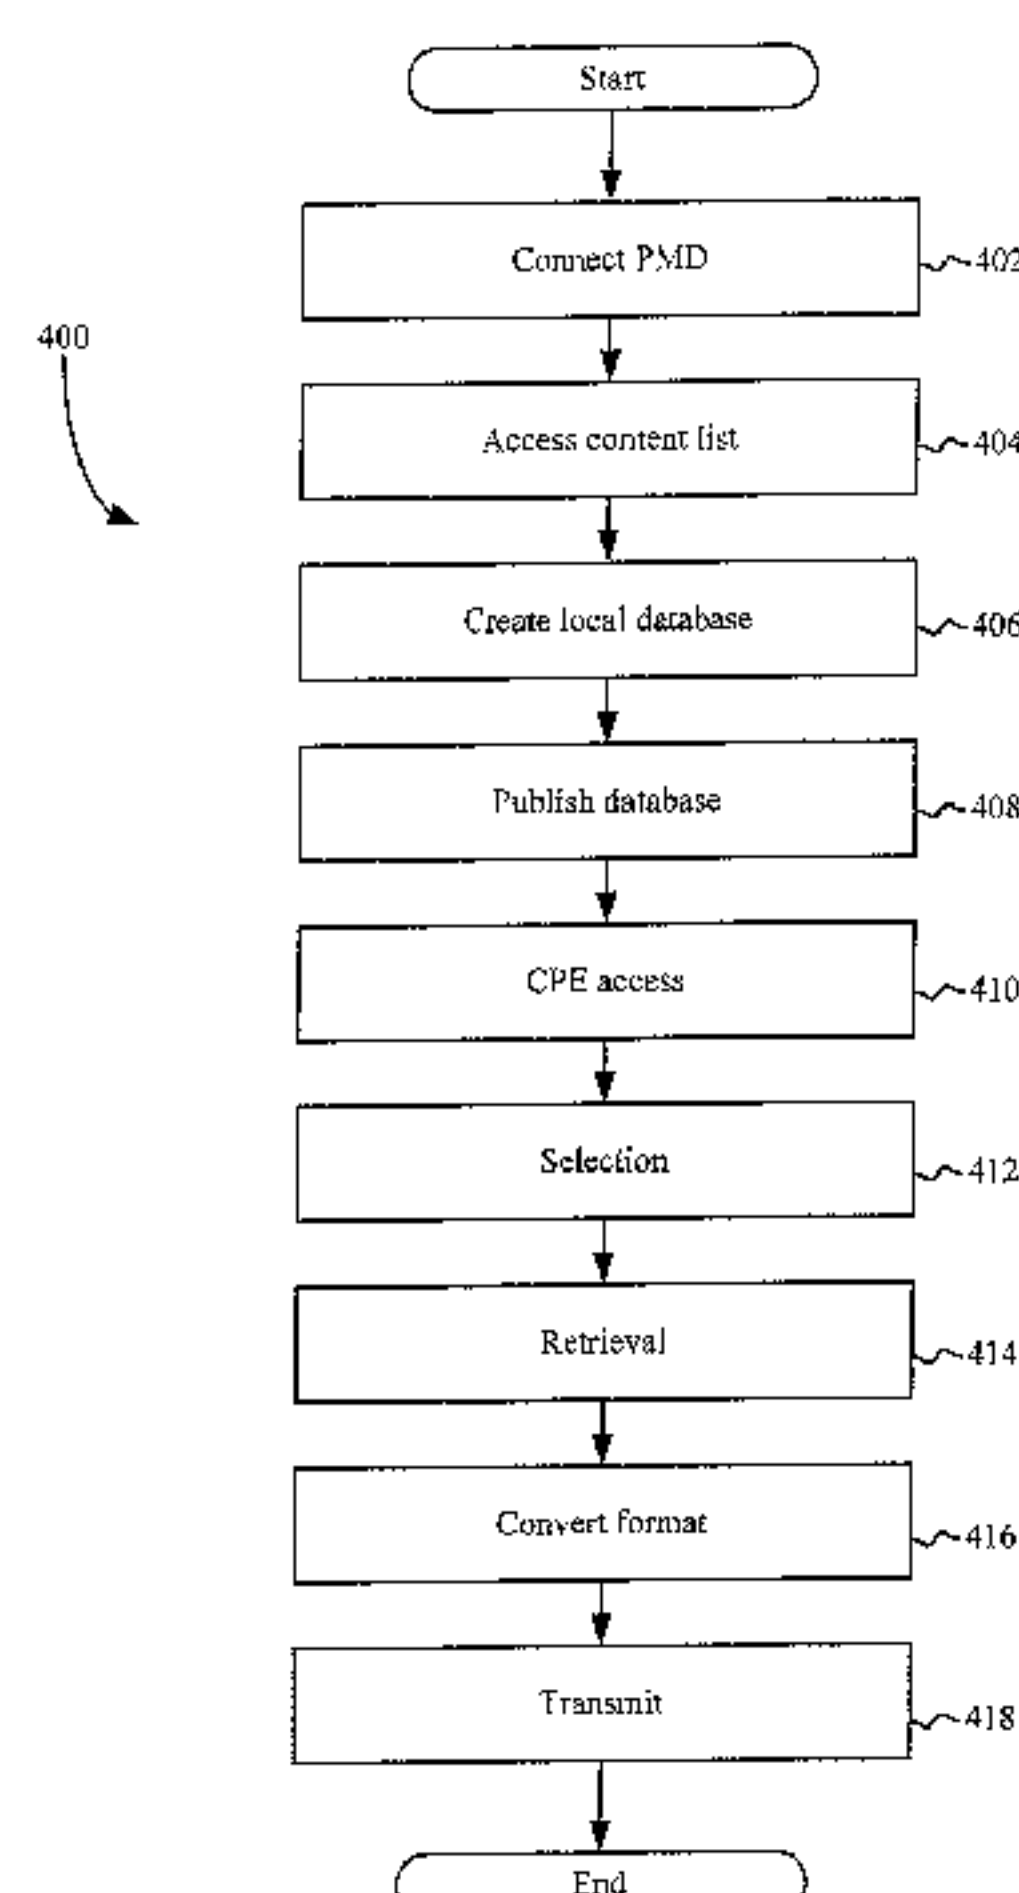 Start
Connect PMD
402
400
Access content list
404
Create local database
406
Publish database
408
CPE access
410
Selection
412
Retrieval
414
Convert format
416
Transmit
418
End